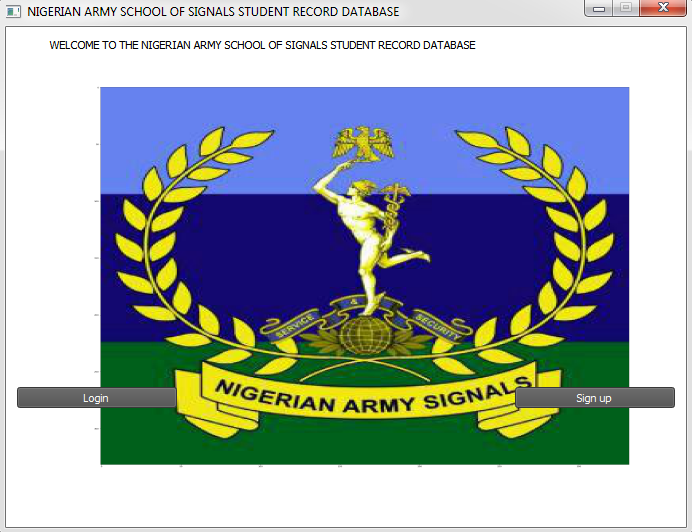 NIGERIAN ARMY SCHOOL OF SIGNALS STUDENT RECORD DATABASE
WELCOME TO THE NIGERIAN ARMY SCHOOL OF SIGNALS STUDENT RECORD DATABASE
SERVICE & SECURITY
NIGERIAN ARMY SIGNALS
Login
Sign up